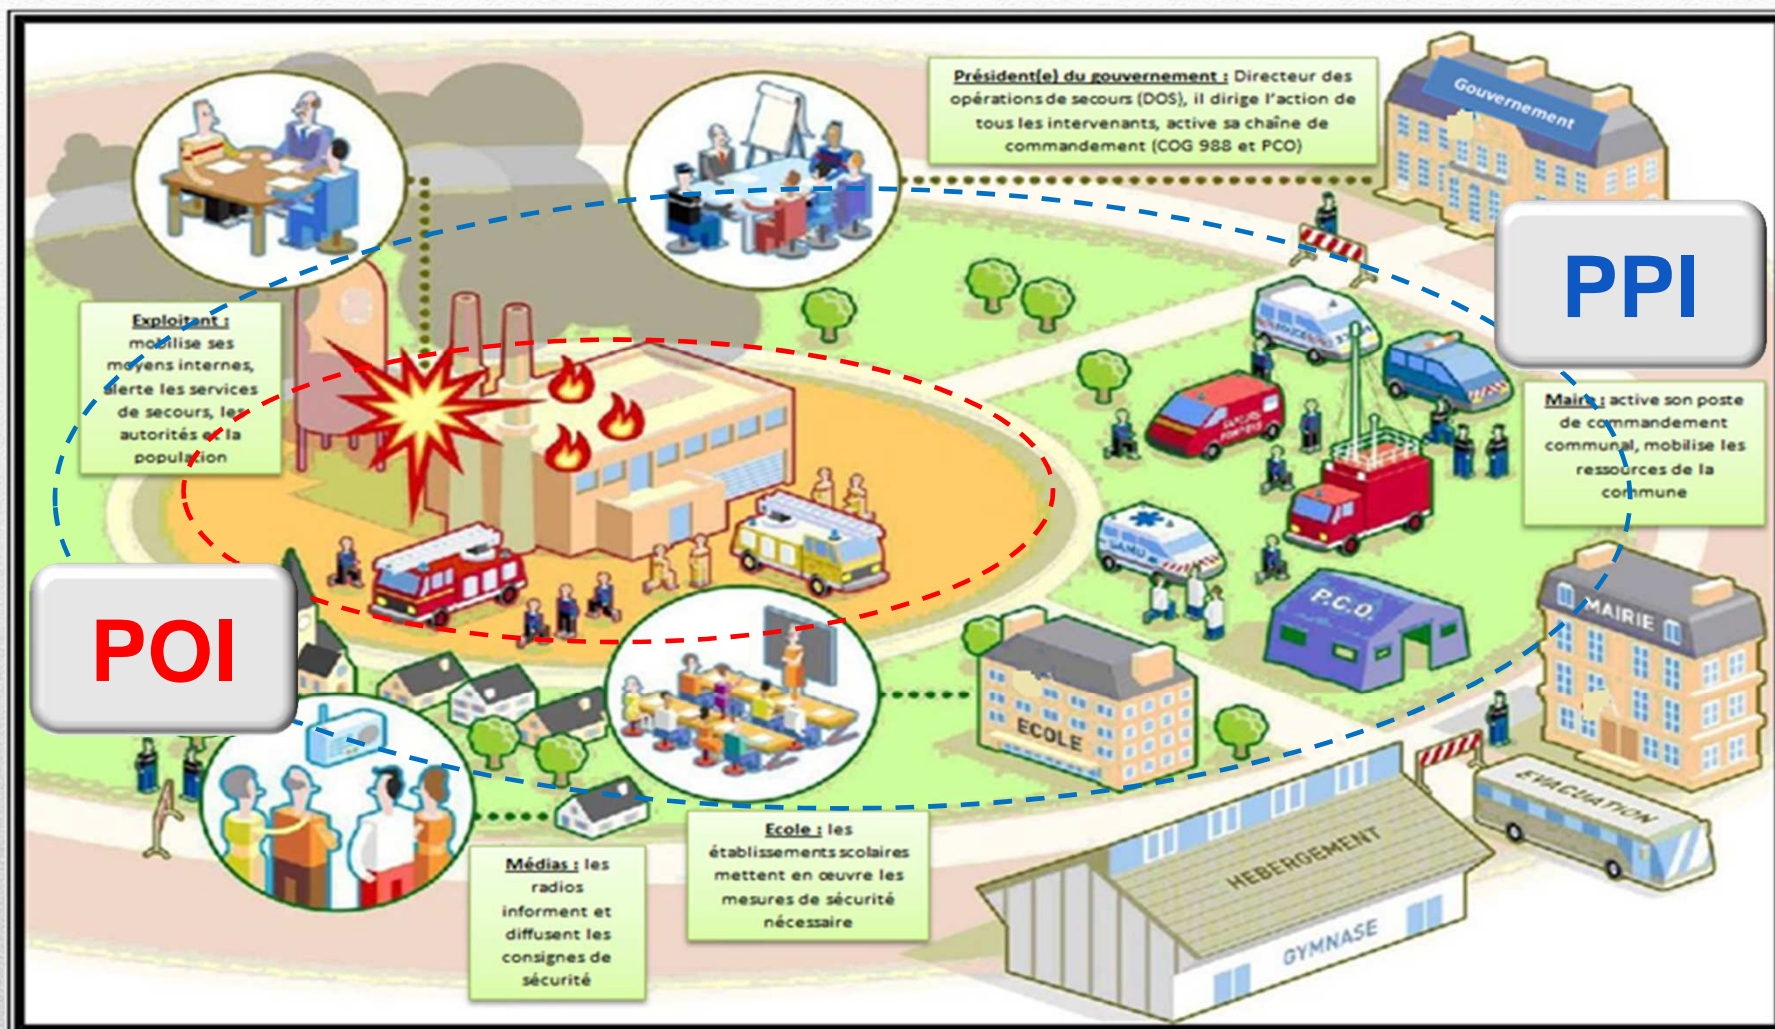 Président(e) du gouvernement : Directeur des
opérations de secours (DOS), il dirige l'action de
tous les intervenants, active sa chaîne de
commandement (COG 988 et PCO)
Gouvernement
PPI
Exploitant :
mobilise ses
moyens internes,
alerte les services
de secours, les
autorités et la
population
Maire : active son poste
de commandement
communal, mobilise les
ressources de la
commune
POLICE
SAPEURS
POMPIERS
SAMU
P.C.O.
MAIRIE
POI
ECOLE
EVACUATION
HEBERGEMENT
GYMNASE
Ecole : les
établissements scolaires
mettent en œuvre les
mesures de sécurité
nécessaire
Médias : les
radios
informent et
diffusent les
consignes de
sécurité